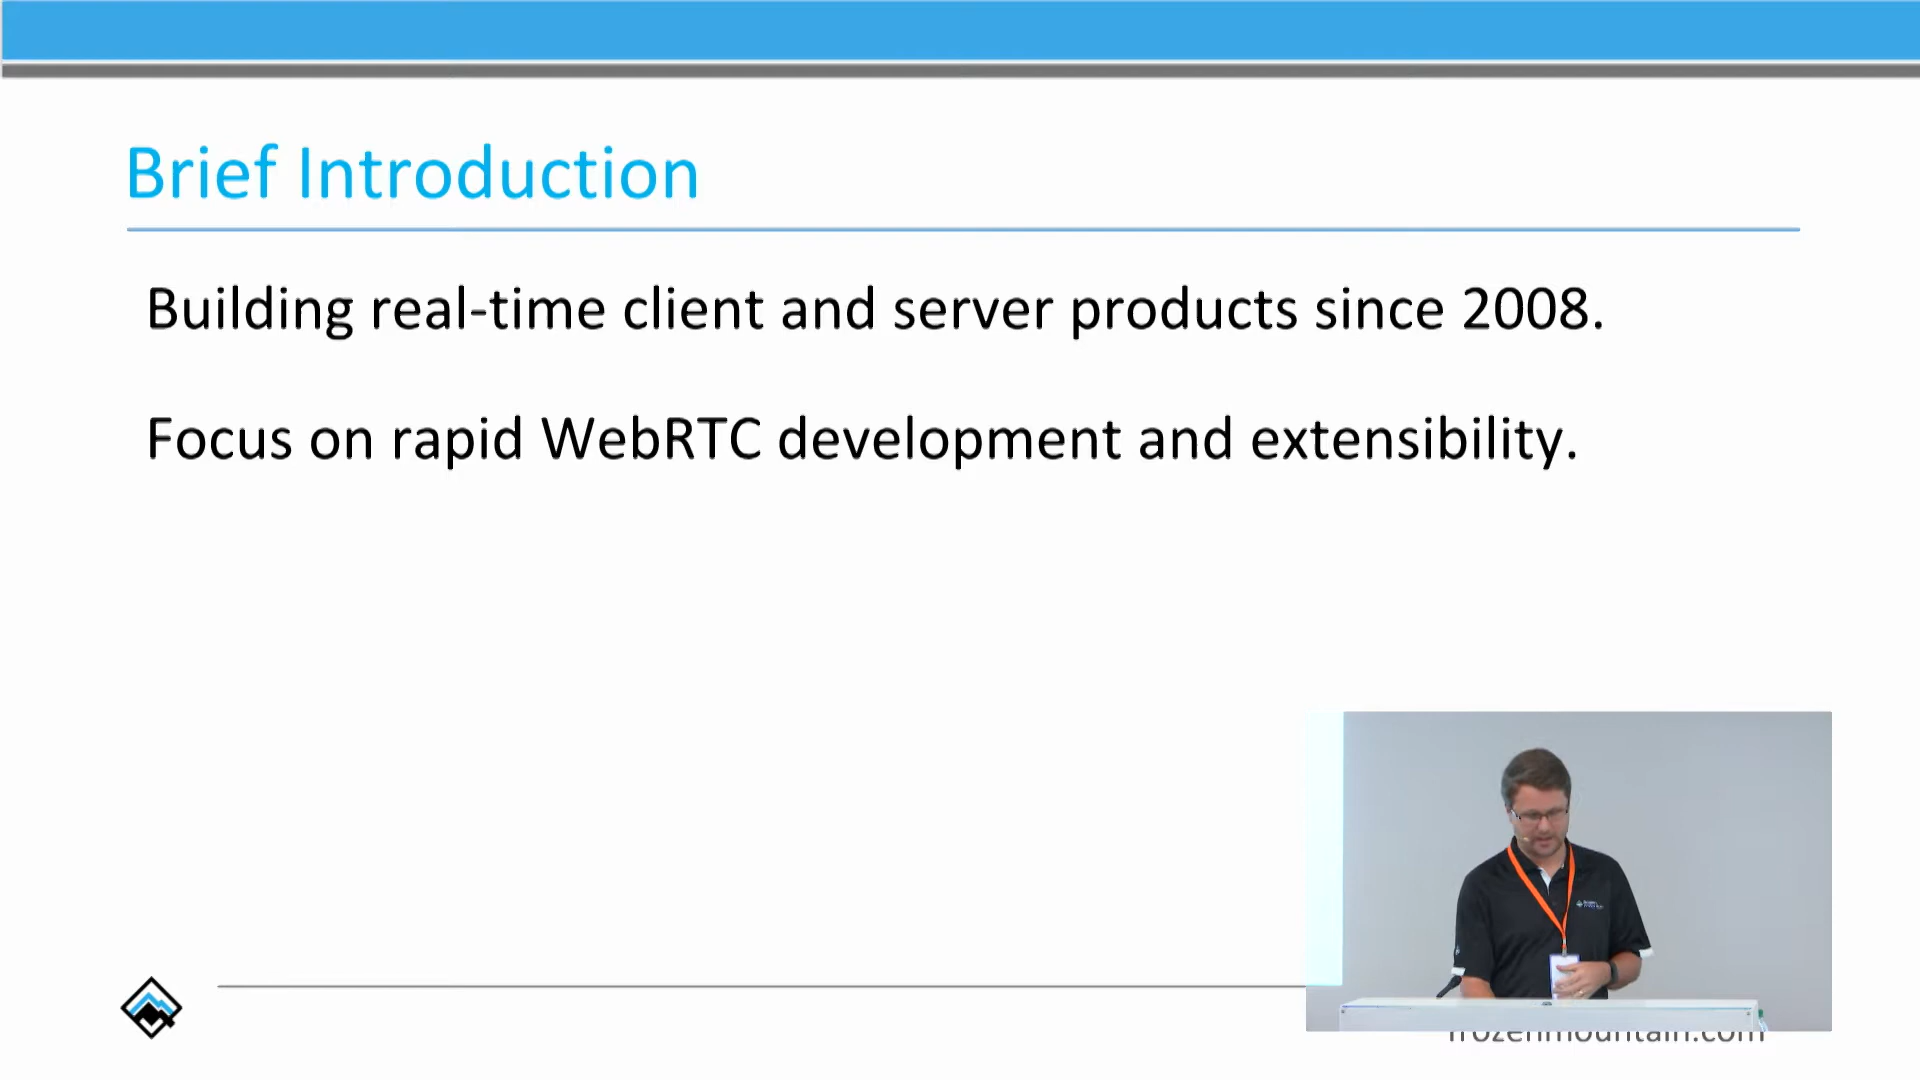 Brief Introduction
Building real-time client and server products since 2008.
Focus on rapid WebRTC development and extensibility.
frozenmountain.com